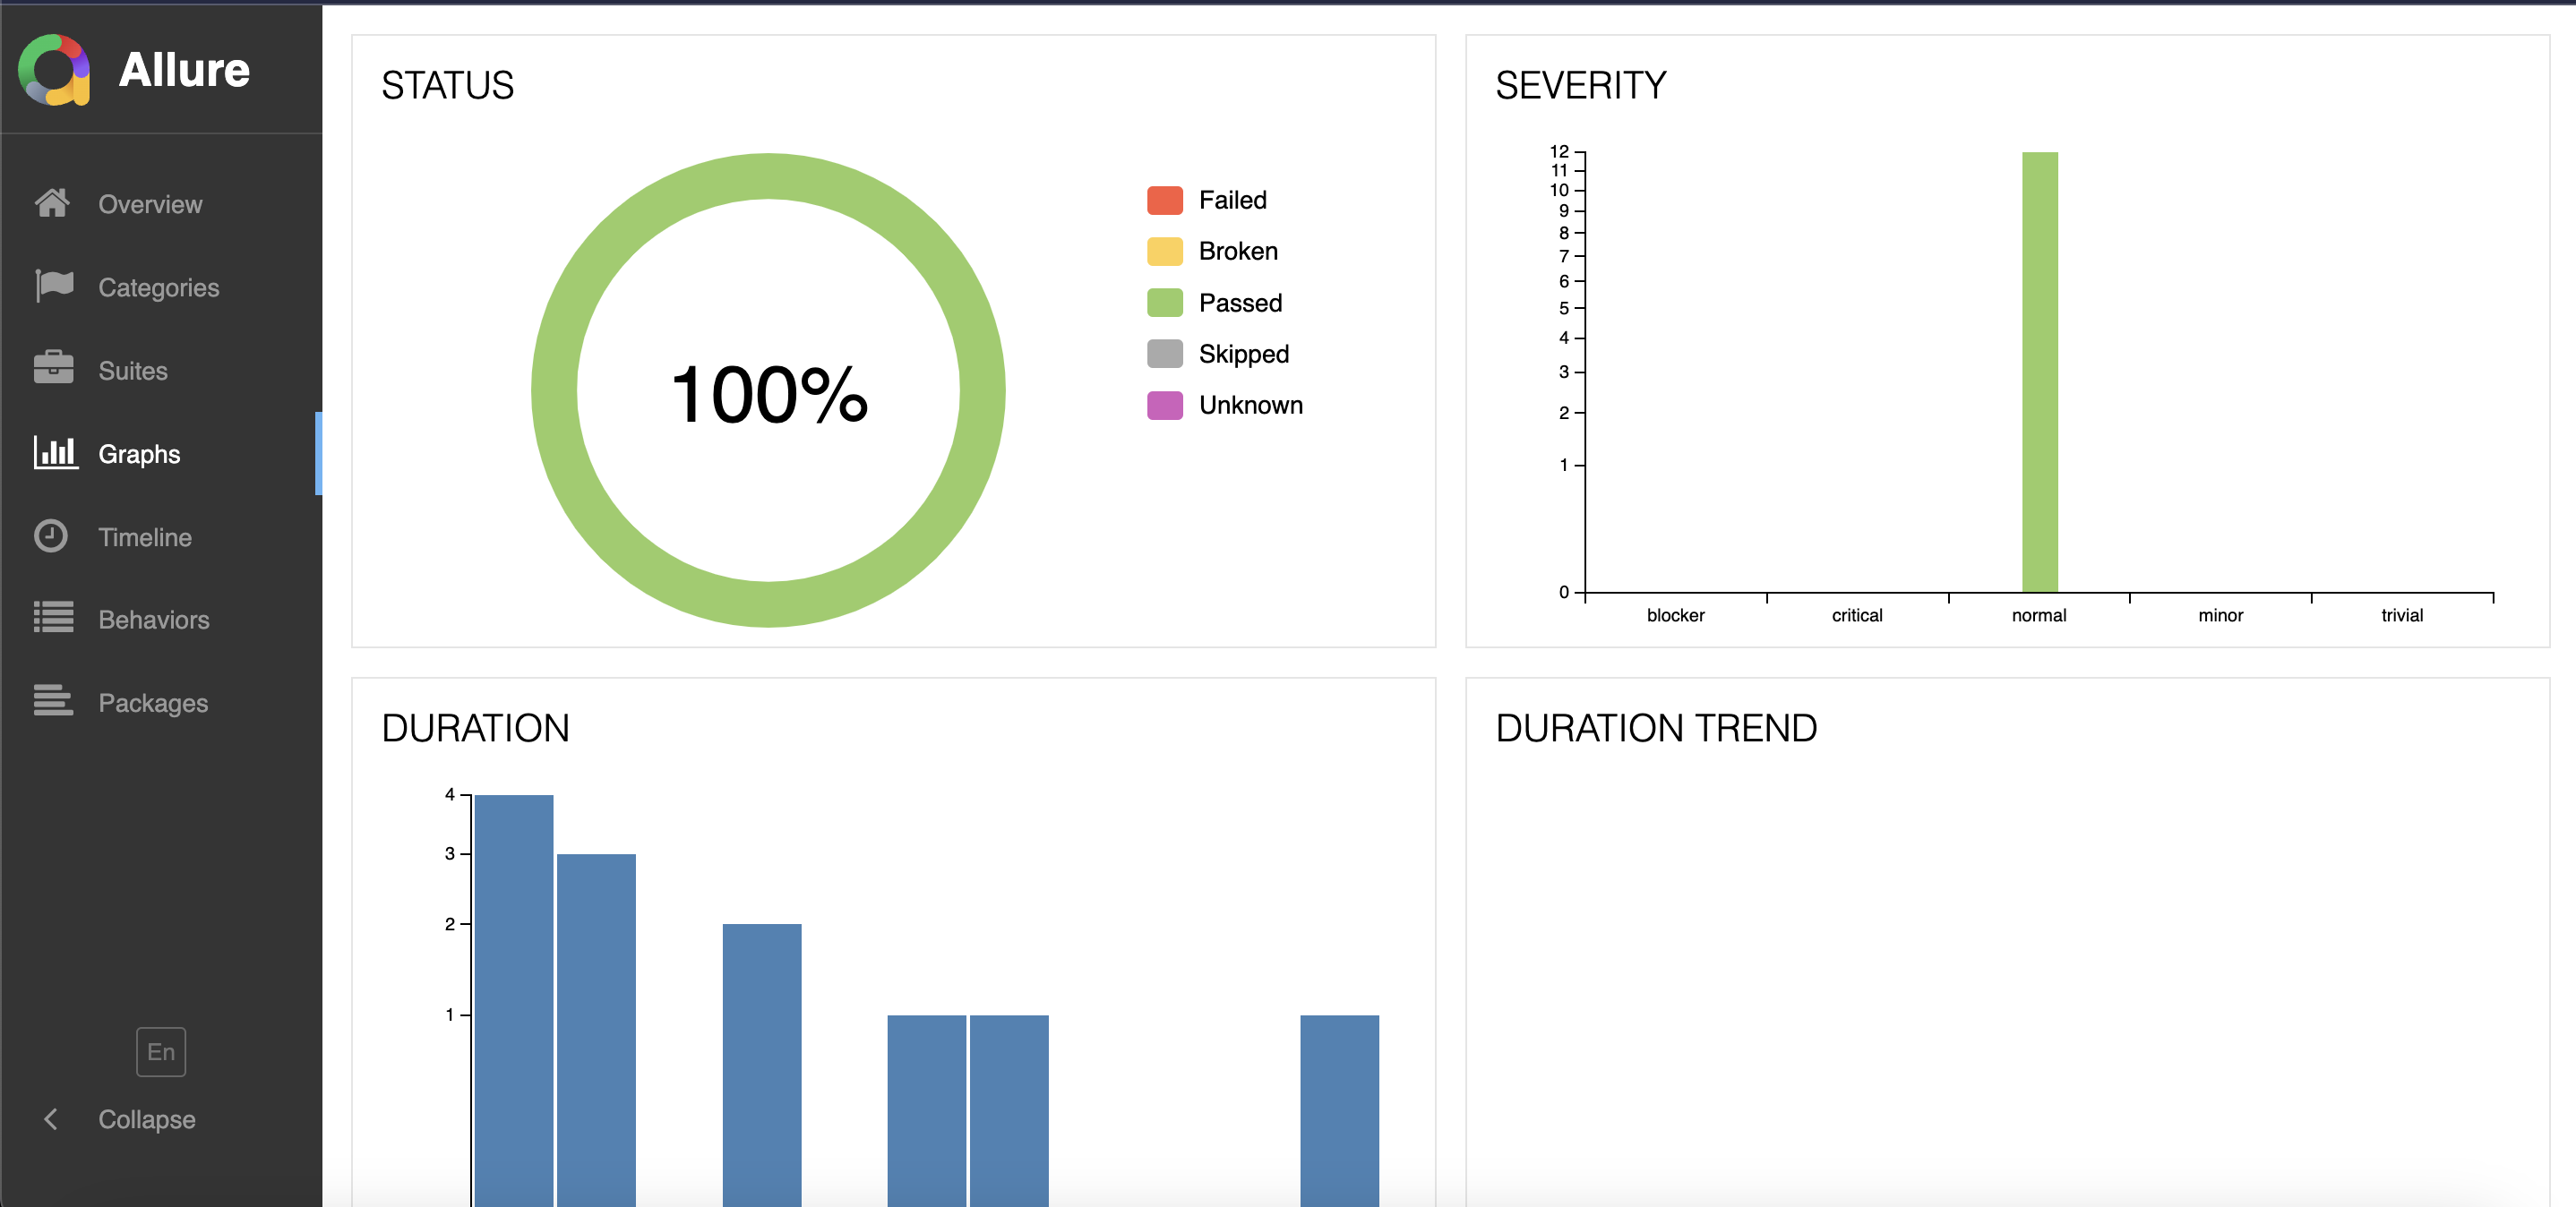 Allure
Overview
Categories
Suites
Graphs
Timeline
Behaviors
Packages
En
Collapse
STATUS
100%
Failed
Broken
Passed
Skipped
Unknown
SEVERITY
12
11
10
9
8
7
6
5
4
3
2
1
0
blocker critical normal minor trivial
DURATION
4
3
2
1
DURATION TREND